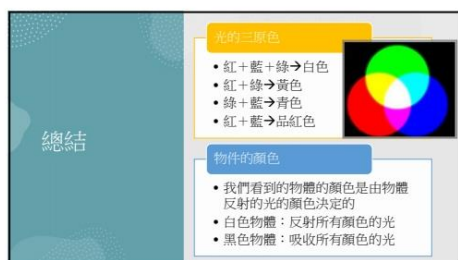 總結
光的三原色
• 紅＋藍＋綠→白色
• 紅＋綠→黃色
• 綠＋藍→青色
• 紅＋藍→品紅色
物件的顏色
• 我們看到的物體的顏色是由物體
反射的光的顏色決定的
• 白色物體：反射所有顏色的光
• 黑色物體：吸收所有顏色的光